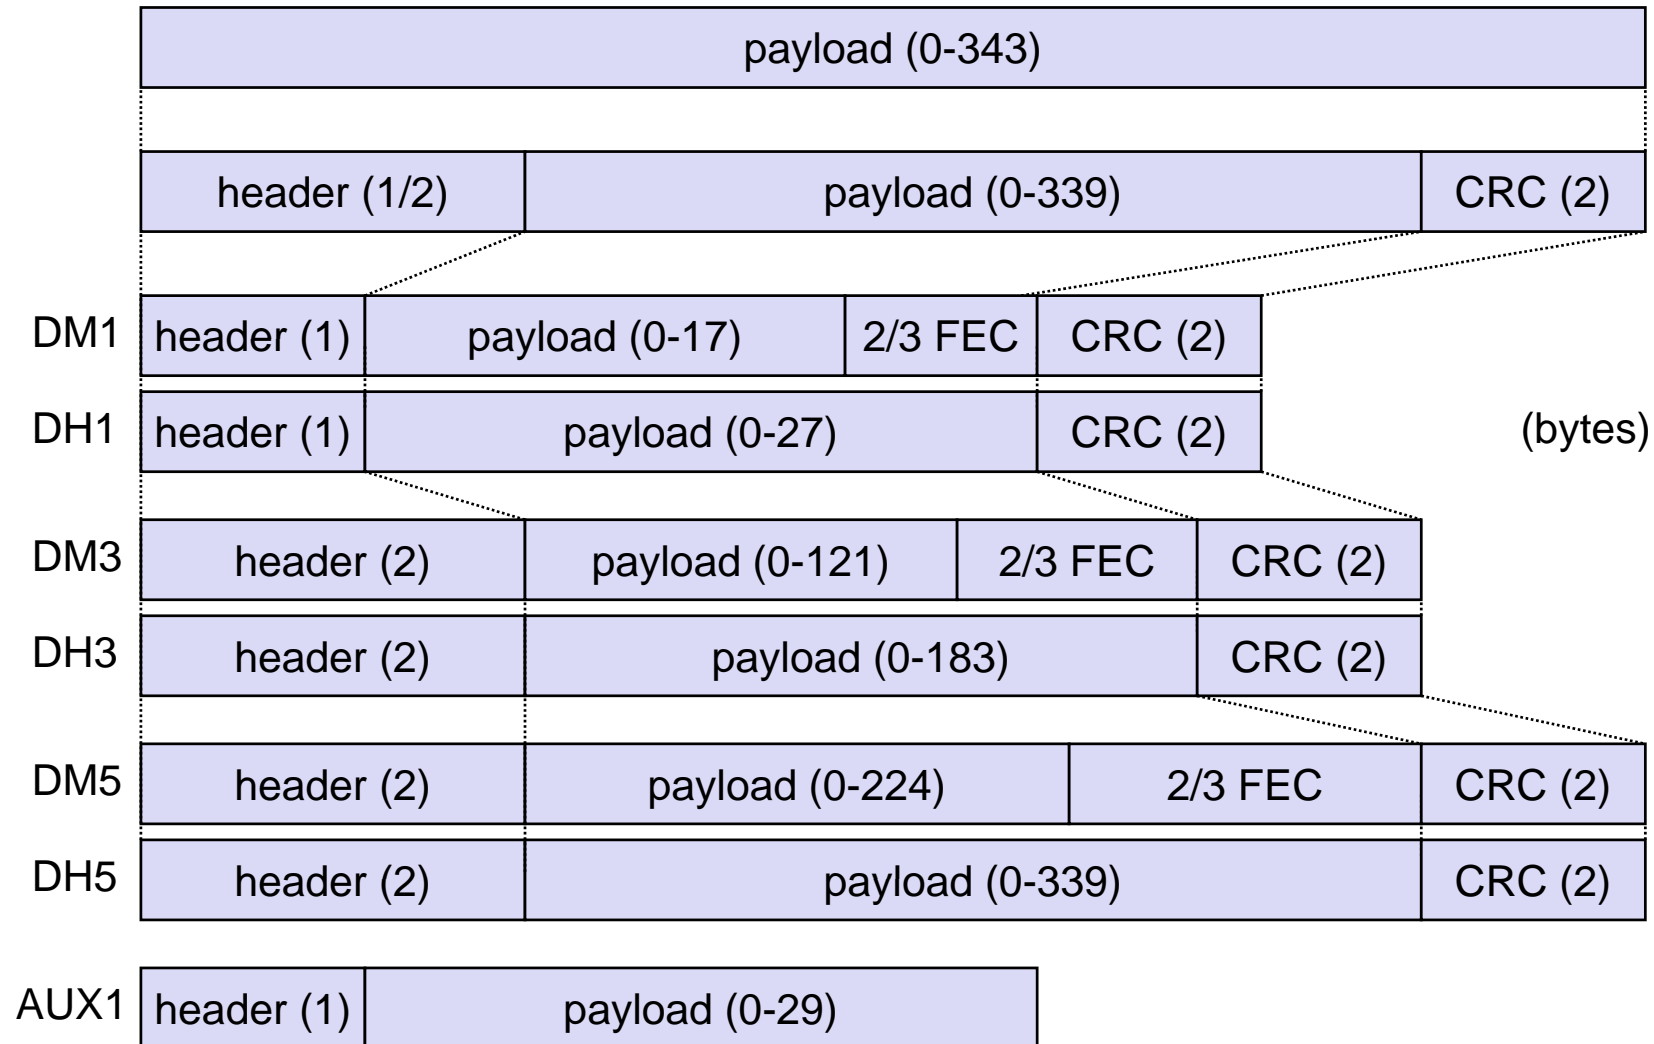 payload (0-343)
header (1/2) payload (0-339) CRC (2)
DM1 header (1) payload (0-17) 2/3 FEC CRC (2)
DH1 header (1) payload (0-27) CRC (2) (bytes)
DM3 header (2) payload (0-121) 2/3 FEC CRC (2)
DH3 header (2) payload (0-183) CRC (2)
DM5 header (2) payload (0-224) 2/3 FEC CRC (2)
DH5 header (2) payload (0-339) CRC (2)
AUX1 header (1) payload (0-29)